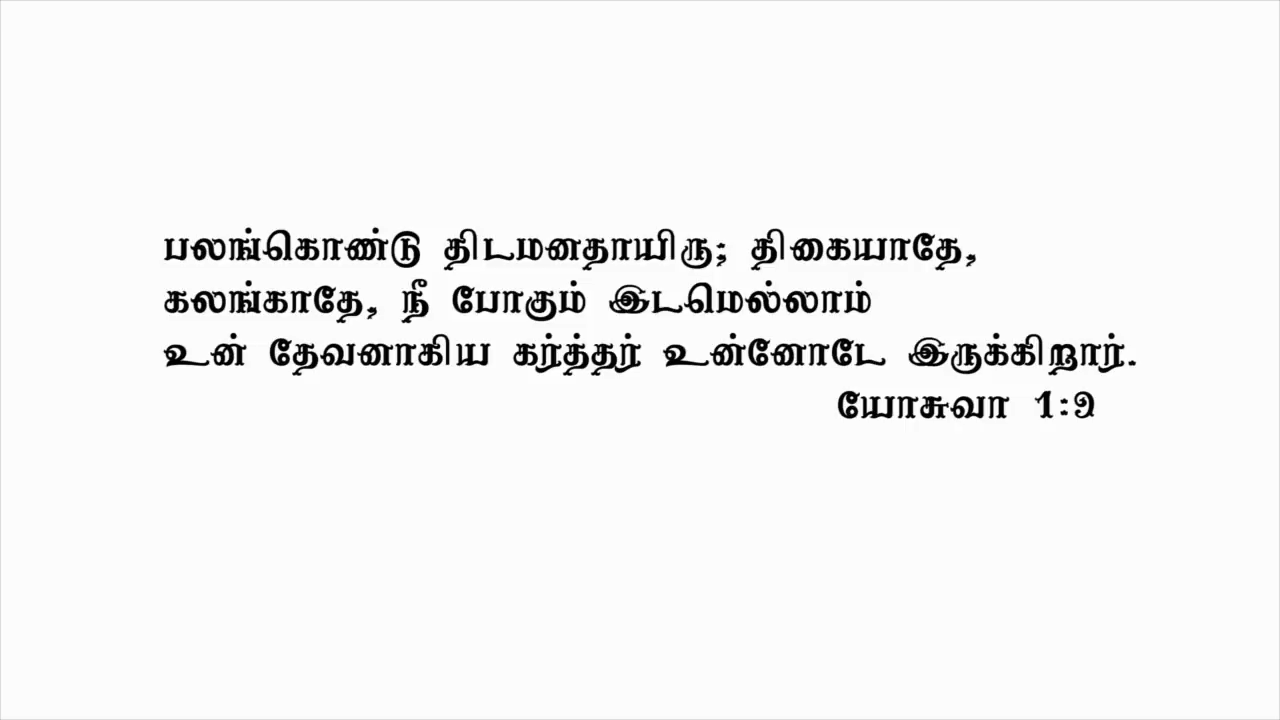 பலங்கொண்டு திடமனதாயிரு; திகையாதே,
கலங்காதே, நீ போகும் இடமெல்லாம்
உன் தேவனாகிய கர்த்தர் உன்னோடே இருக்கிறார்.
யோசுவா 1:9